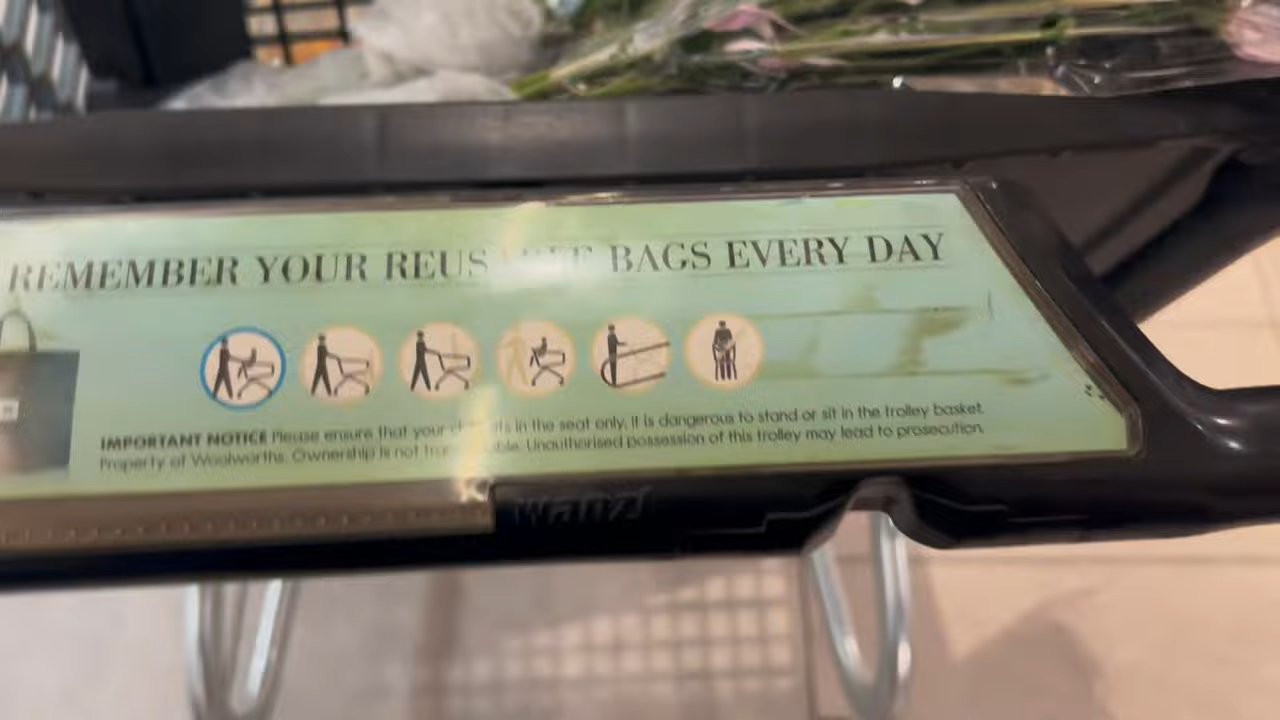 REMEMBER YOUR BAGS EVERY DAY
IMPORTANT NOTICE Please ensure that your in the seat only, it is dangerous to stand or sit in the trolley basket.
Property of Woolworths. Ownership is not Unauthorised possession of this trolley may lead to prosecution.
wanzl